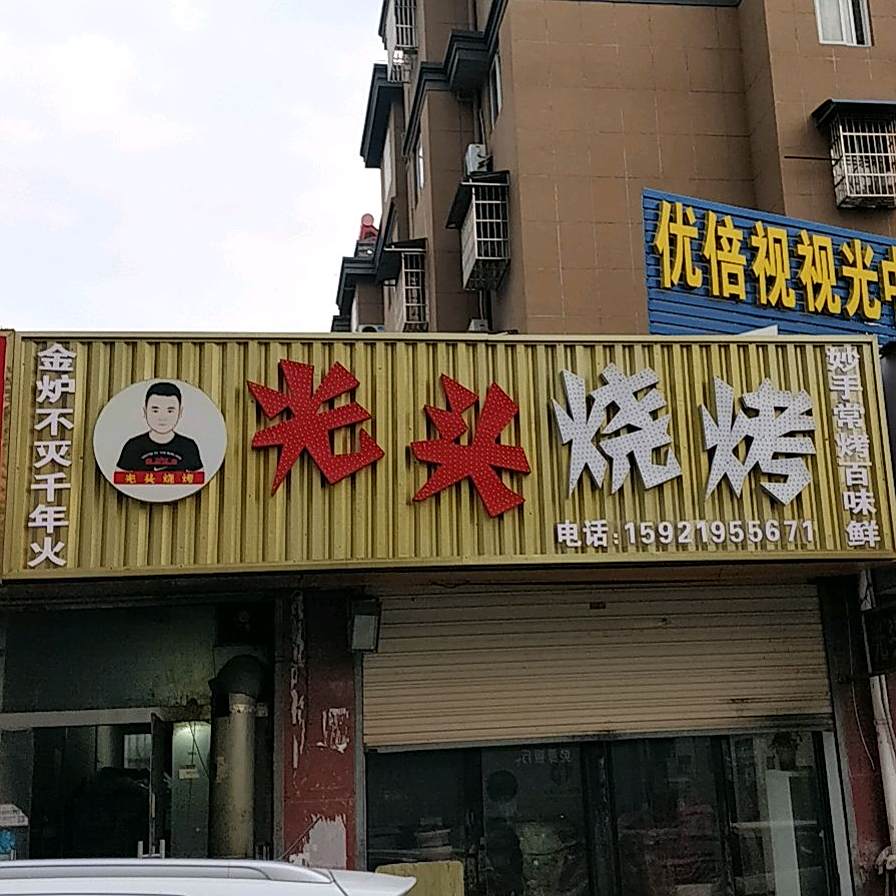 优倍视视光
金炉不灭千年火
光头烧烤
光头烧烤
电话:15921955671
妙手常烤百味鲜